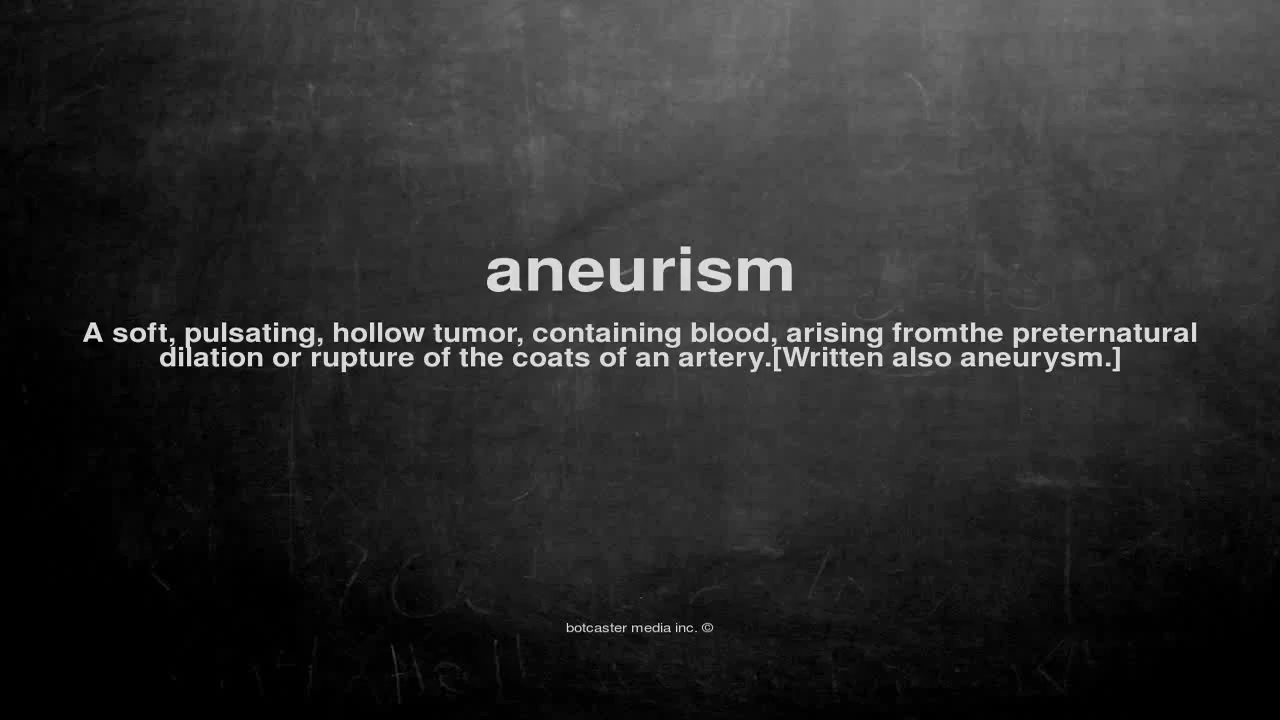 aneurism
A soft, pulsating, hollow tumor, containing blood, arising fromthe preternatural
dilation or rupture of the coats of an artery.[Written also aneurysm.]
botcaster media inc. ©